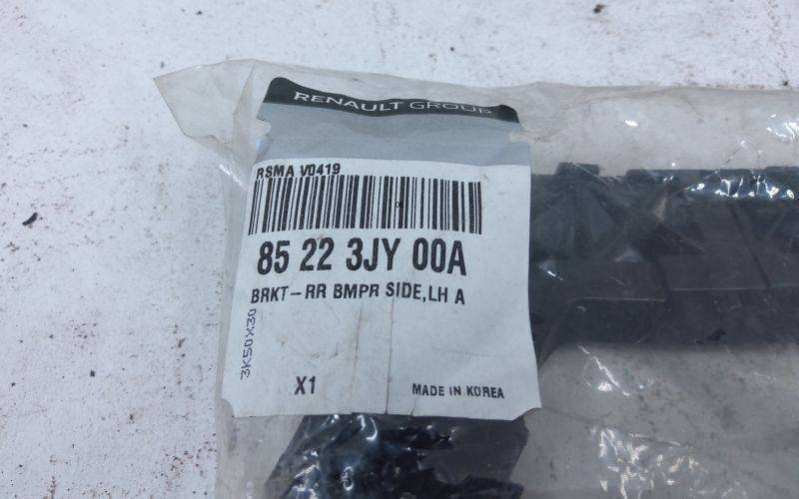 RENAULT GROUP
RSMA V0419
85 22 3JY 00A
BRKT-RR BMPR SIDE,LH A
3K50X30
X1
MADE IN KOREA